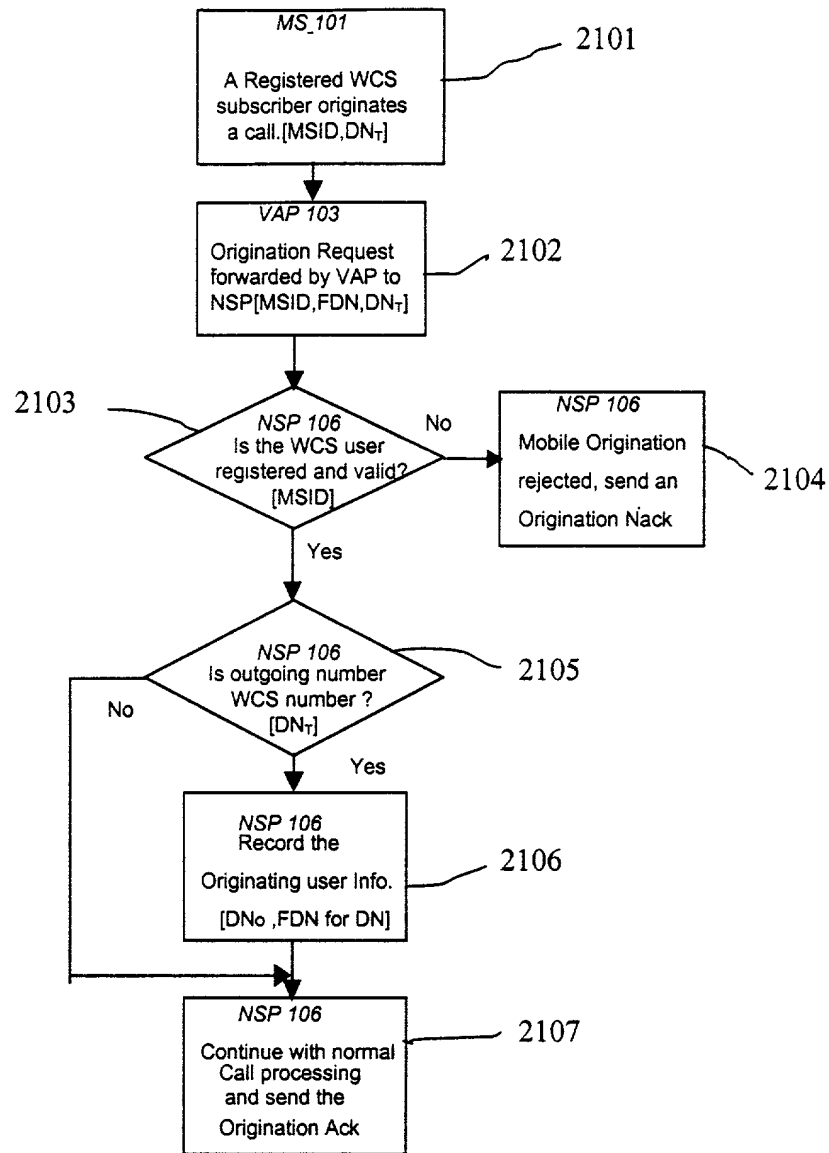 MS_101
2101
A Registered WCS
subscriber originates
a call.[MSID,DNT]
VAP 103
2102
Origination Request
forwarded by VAP to
NSP[MSID,FDN,DNT]
2103
NSP 106
Is the WCS user
registered and valid?
[MSID]
No
NSP 106
Mobile Origination
rejected, send an
Origination Nack
2104
Yes
NSP 106
Is outgoing number
WCS number ?
[DNT]
2105
No
Yes
NSP 106
Record the
Originating user Info.
[DNo ,FDN for DN]
2106
NSP 106
Continue with normal
Call processing
and send the
Origination Ack
2107